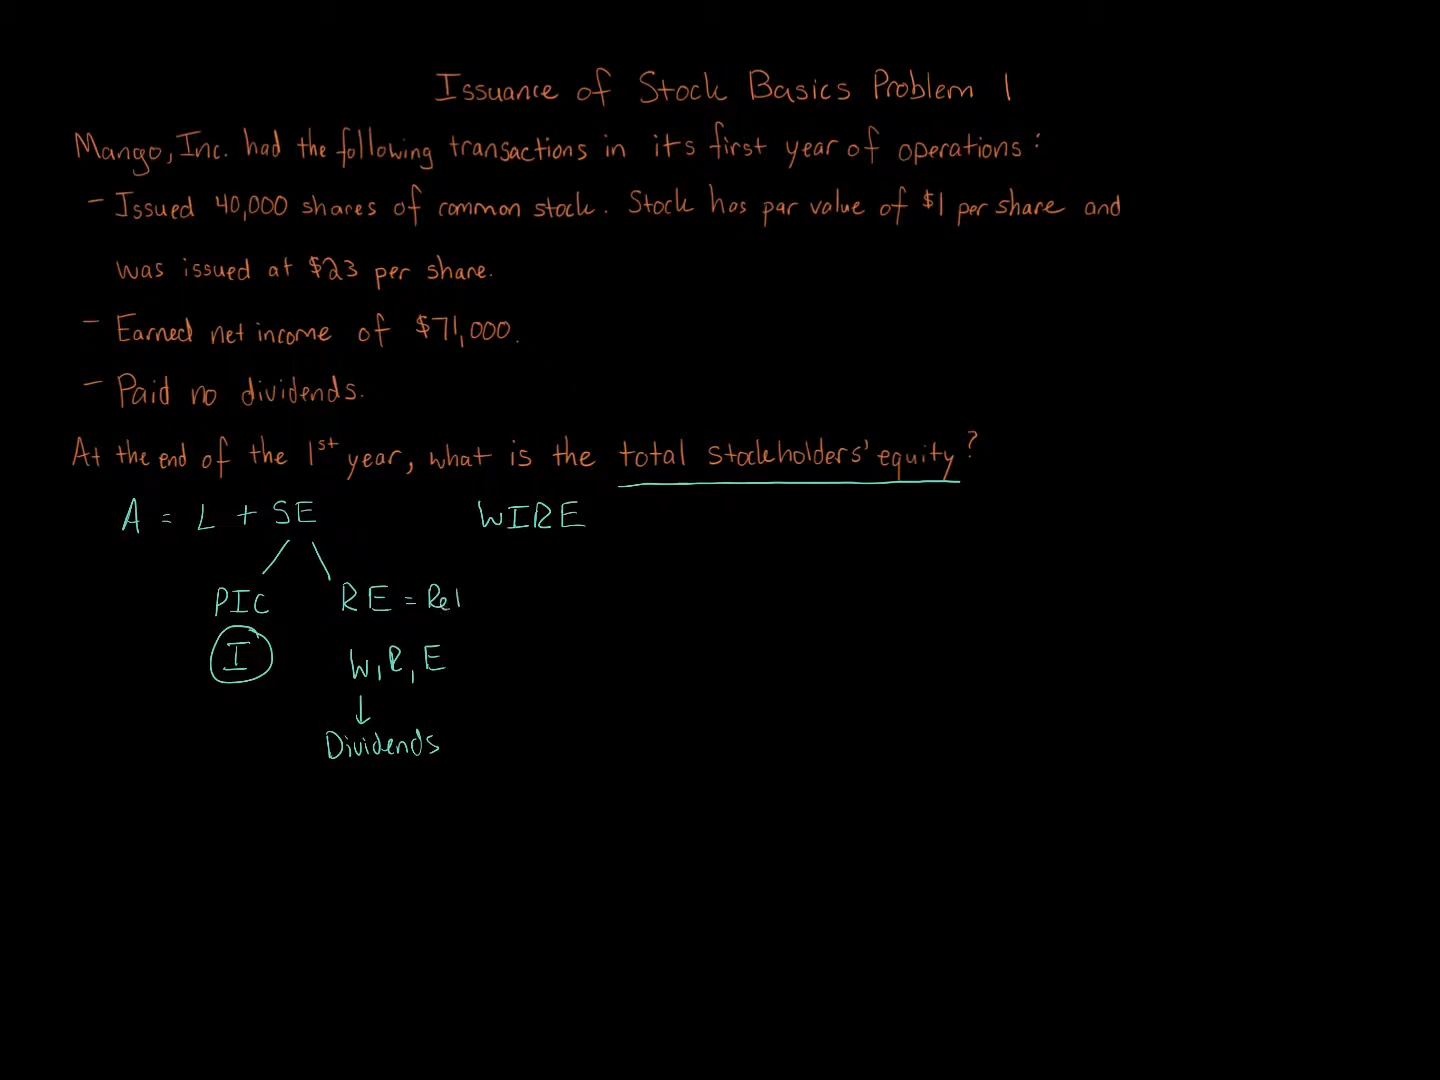 Issuance of Stock Basics Problem 1
Mango, Inc. had the following transactions in it's first year of operations:
- Issued 40,000 shares of common stock. Stock has par value of $1 per share and
was issued at $23 per share.
- Earned net income of $71,000.
- Paid no dividends.
At the end of the 1st year, what is the total stockholders' equity?
A = L + SE WIRE
PIC RE = Rel
I W, R, E
Dividends